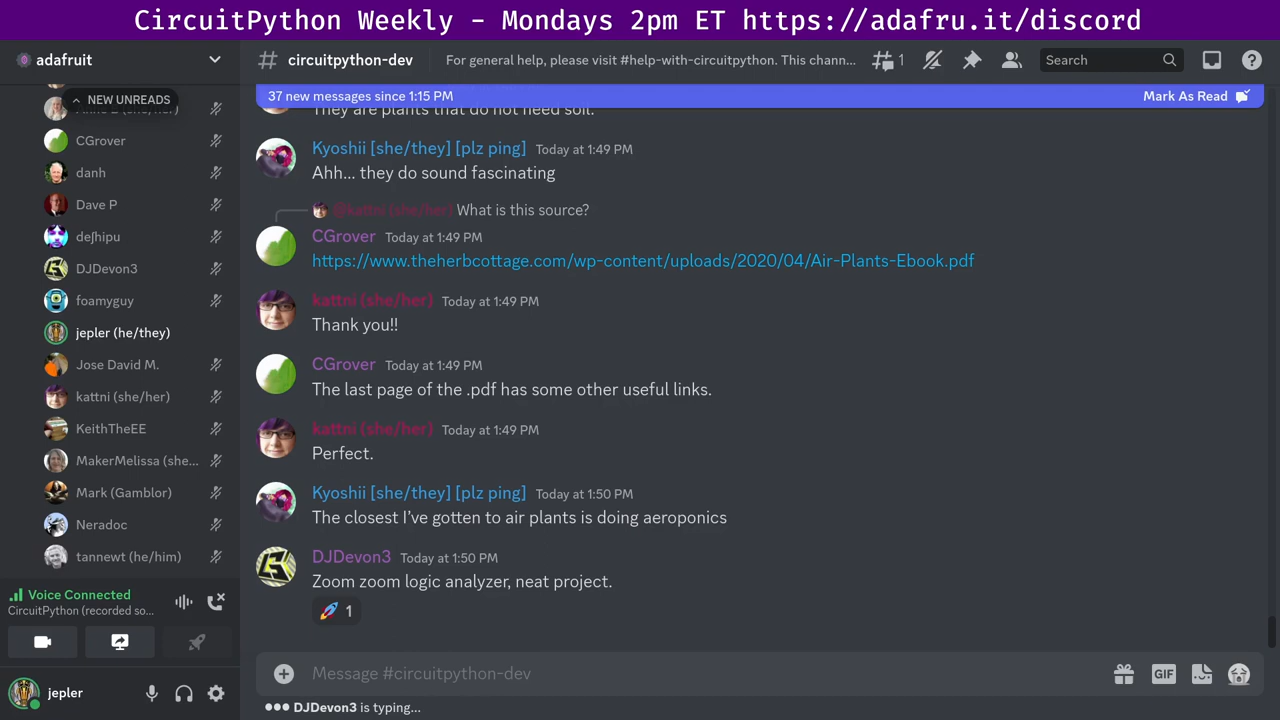 CircuitPython Weekly - Mondays 2pm ET https://adafru.it/discord
adafruit
NEW UNREADS
CGrover
danh
Dave P
deʃhipu
DJDevon3
foamyguy
jepler (he/they)
Jose David M.
kattni (she/her)
KeithTheEE
MakerMelissa (she...
Mark (Gamblor)
Neradoc
tannewt (he/him)
Voice Connected
CircuitPython (recorded so...
jepler
# circuitpython-dev
For general help, please visit #help-with-circuitpython. This chann...
1
Search
37 new messages since 1:15 PM
Mark As Read
They are plants that do not need soil.
Kyoshii [she/they] [plz ping] Today at 1:49 PM
Ahh... they do sound fascinating
@kattni (she/her) What is this source?
CGrover Today at 1:49 PM
https://www.theherbcottage.com/wp-content/uploads/2020/04/Air-Plants-Ebook.pdf
kattni (she/her) Today at 1:49 PM
Thank you!!
CGrover Today at 1:49 PM
The last page of the .pdf has some other useful links.
kattni (she/her) Today at 1:49 PM
Perfect.
Kyoshii [she/they] [plz ping] Today at 1:50 PM
The closest I've gotten to air plants is doing aeroponics
DJDevon3 Today at 1:50 PM
Zoom zoom logic analyzer, neat project.
🚀 1
Message #circuitpython-dev
GIF
DJDevon3 is typing...